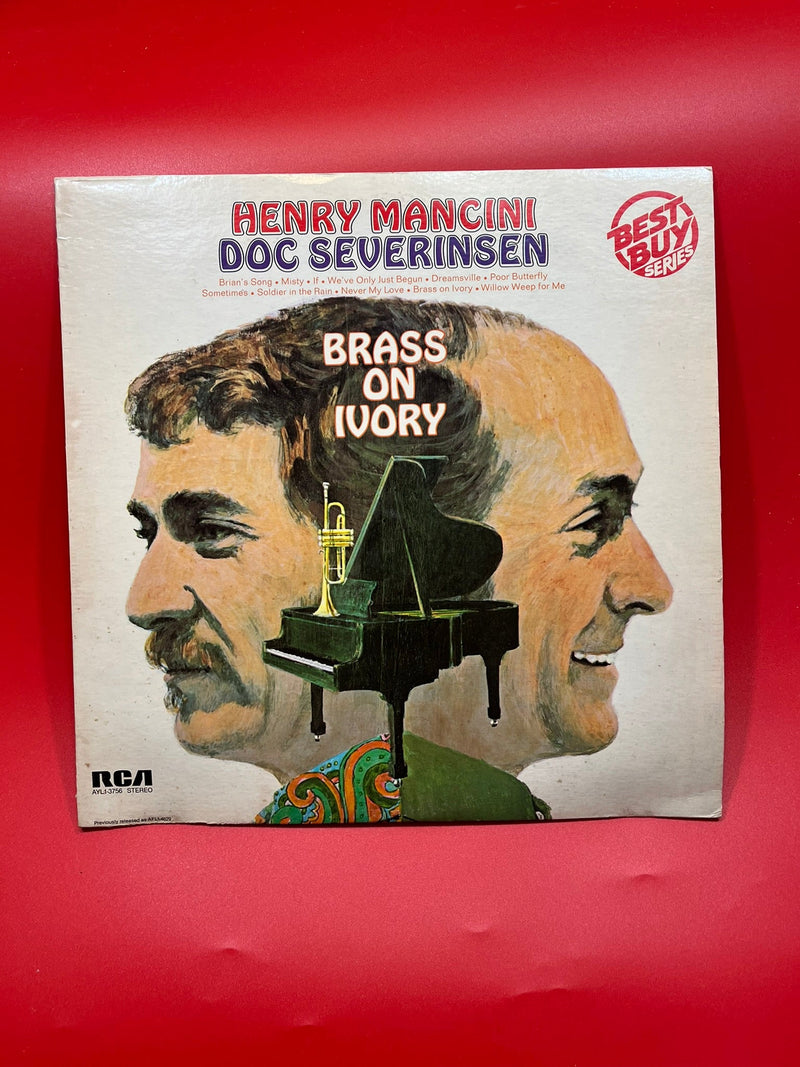 HENRY MANCINI
DOC SEVERINSEN
Brian's Song • Misty • If • We've Only Just Begun • Dreamsville • Poor Butterfly
Sometimes • Soldier in the Rain • Never My Love • Brass on Ivory • Willow Weep for Me
BEST
BUY
SERIES
BRASS
ON
IVORY
RCA
AYL1-3756 STEREO
Previously released as